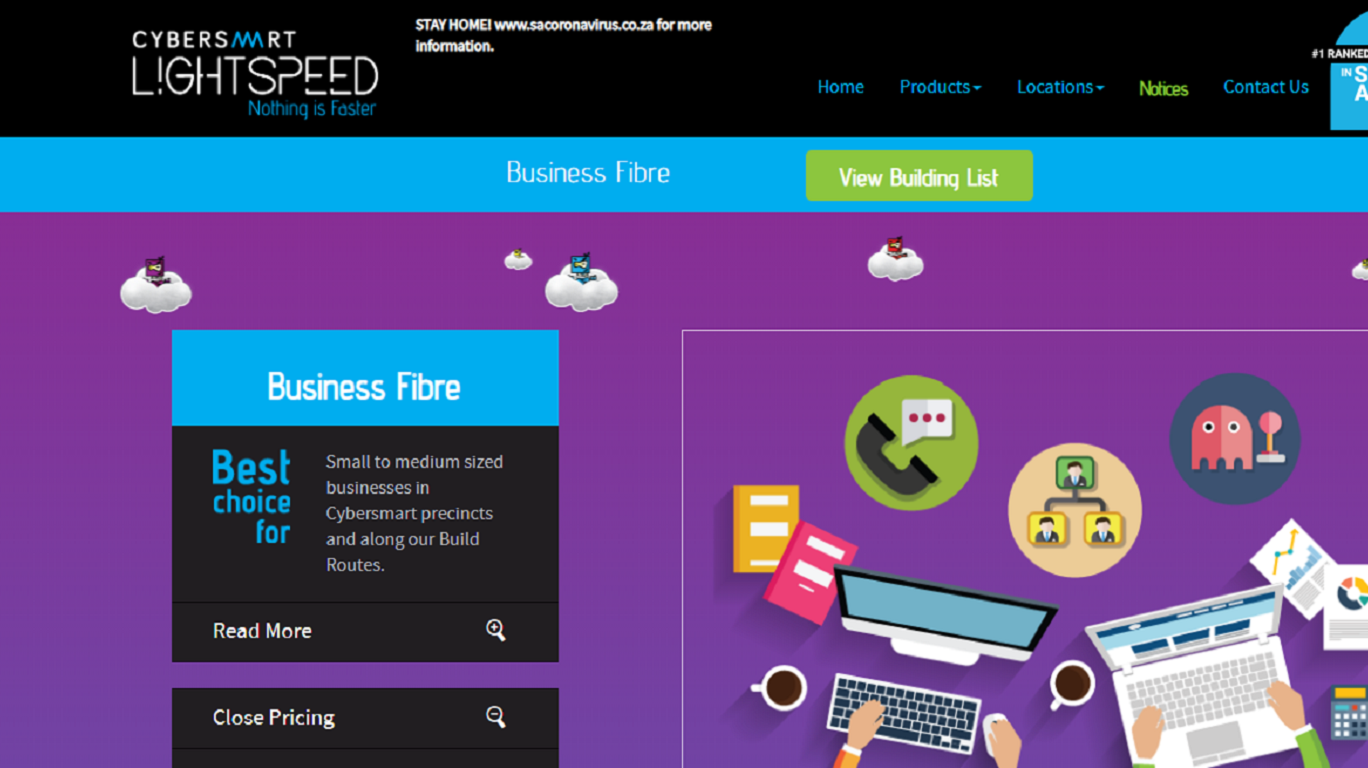 STAY HOME! www.sacoronavirus.co.za for more
information.
CYBERSMART
LIGHTSPEED
Nothing is Faster
#1 RANKED
IN S
A
Home Products Locations Notices Contact Us
Business Fibre
View Building List
Business Fibre
Best
choice
for
Small to medium sized
businesses in
Cybersmart precincts
and along our Build
Routes.
Read More
Close Pricing